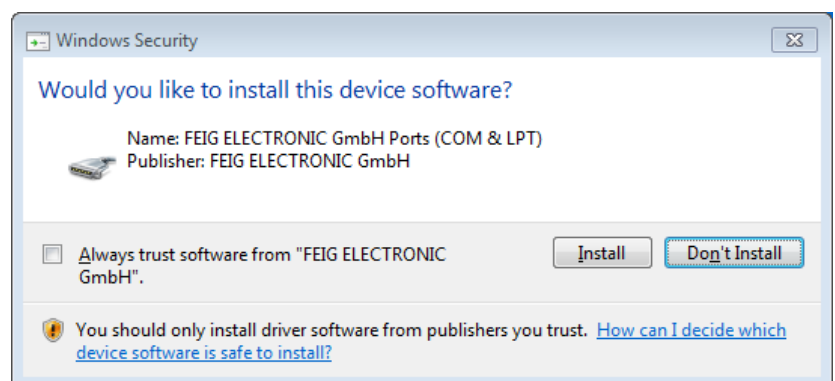 Windows Security
Would you like to install this device software?
Name: FEIG ELECTRONIC GmbH Ports (COM & LPT)
Publisher: FEIG ELECTRONIC GmbH
Always trust software from "FEIG ELECTRONIC
GmbH".
Install
Don't Install
You should only install driver software from publishers you trust. How can I decide which
device software is safe to install?